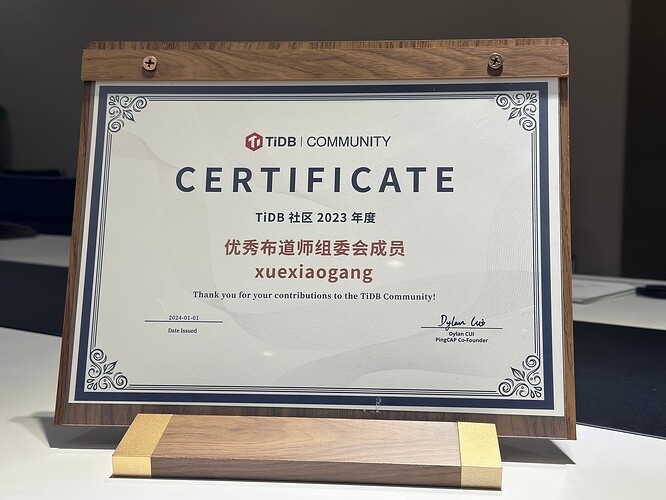 TiDB | COMMUNITY
CERTIFICATE
TiDB 社区 2023 年度
优秀布道师组委会成员
xuexiaogang
Thank you for your contributions to the TiDB Community!
2024-01-01
Date Issued
Dylan Cui
Dylan CUI
PingCAP Co-Founder